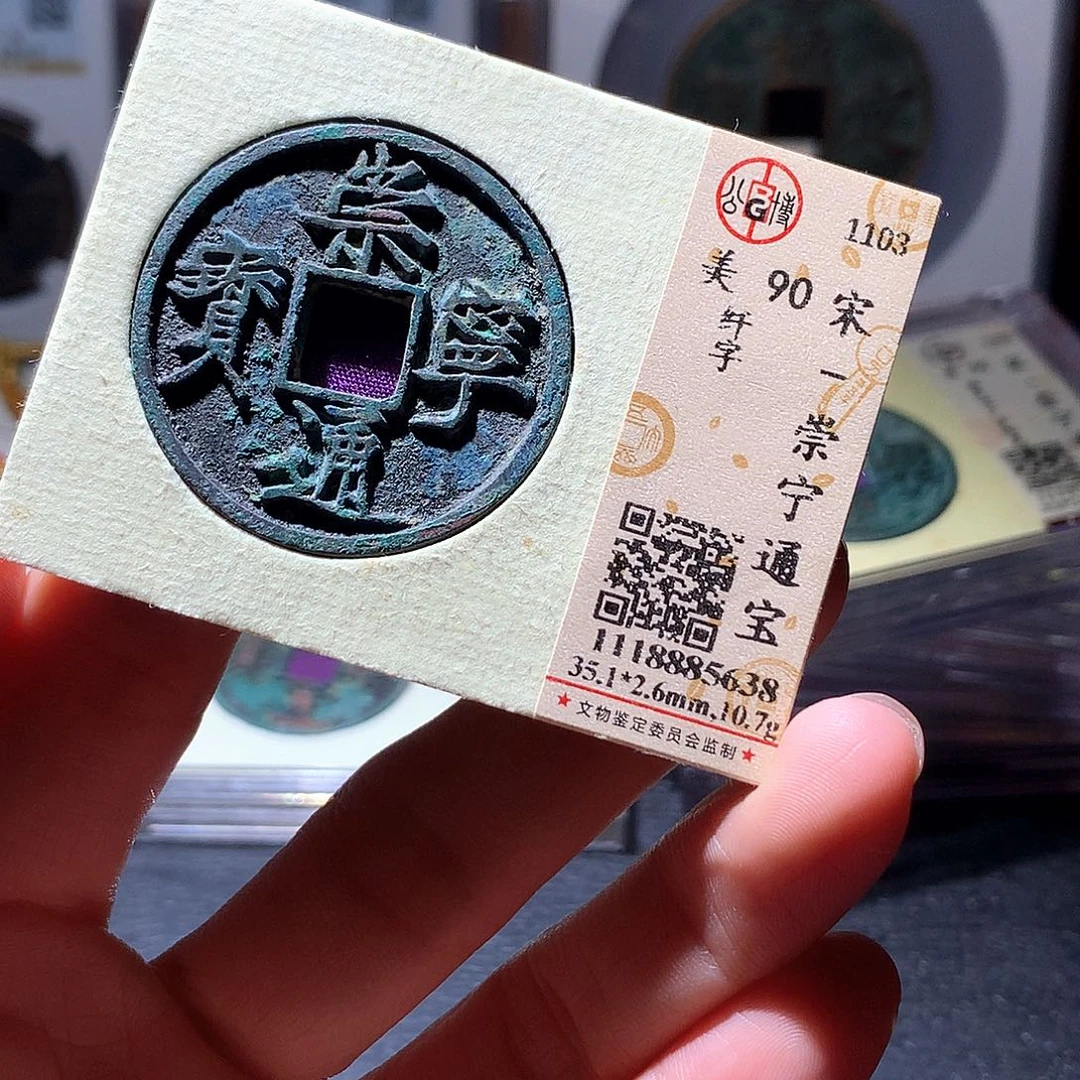 崇
寧
通
寳
公博
1103
美 90
纤字
宋一崇宁通宝
1118885638
35.1*2.6mm,10.7g
★文物鉴定委员会监制★